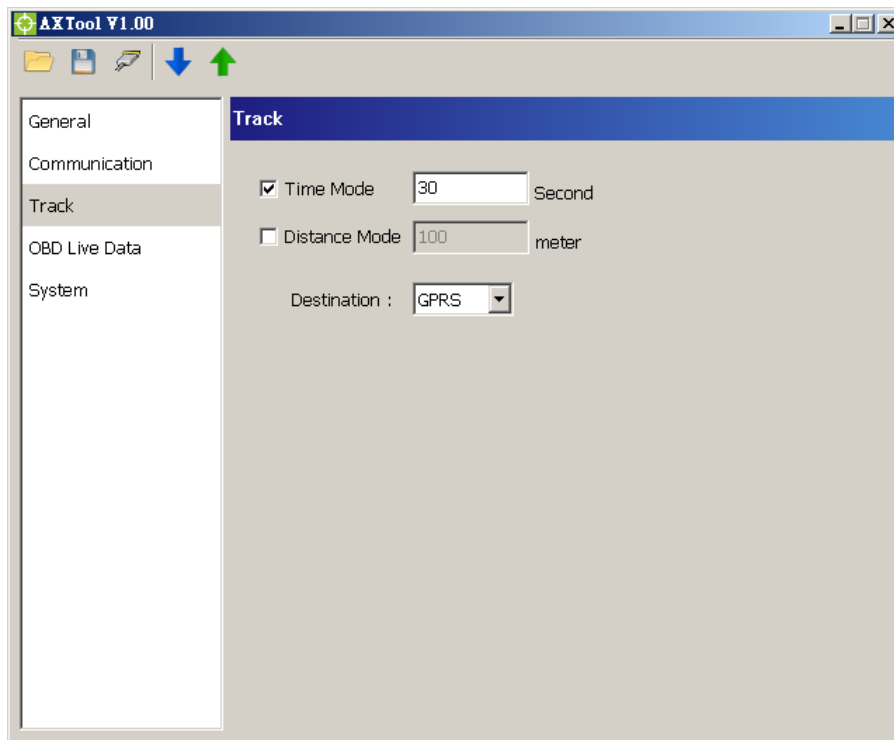 AXTool V1.00
General
Communication
Track
OBD Live Data
System
Track
Time Mode 30 Second
Distance Mode 100 meter
Destination : GPRS